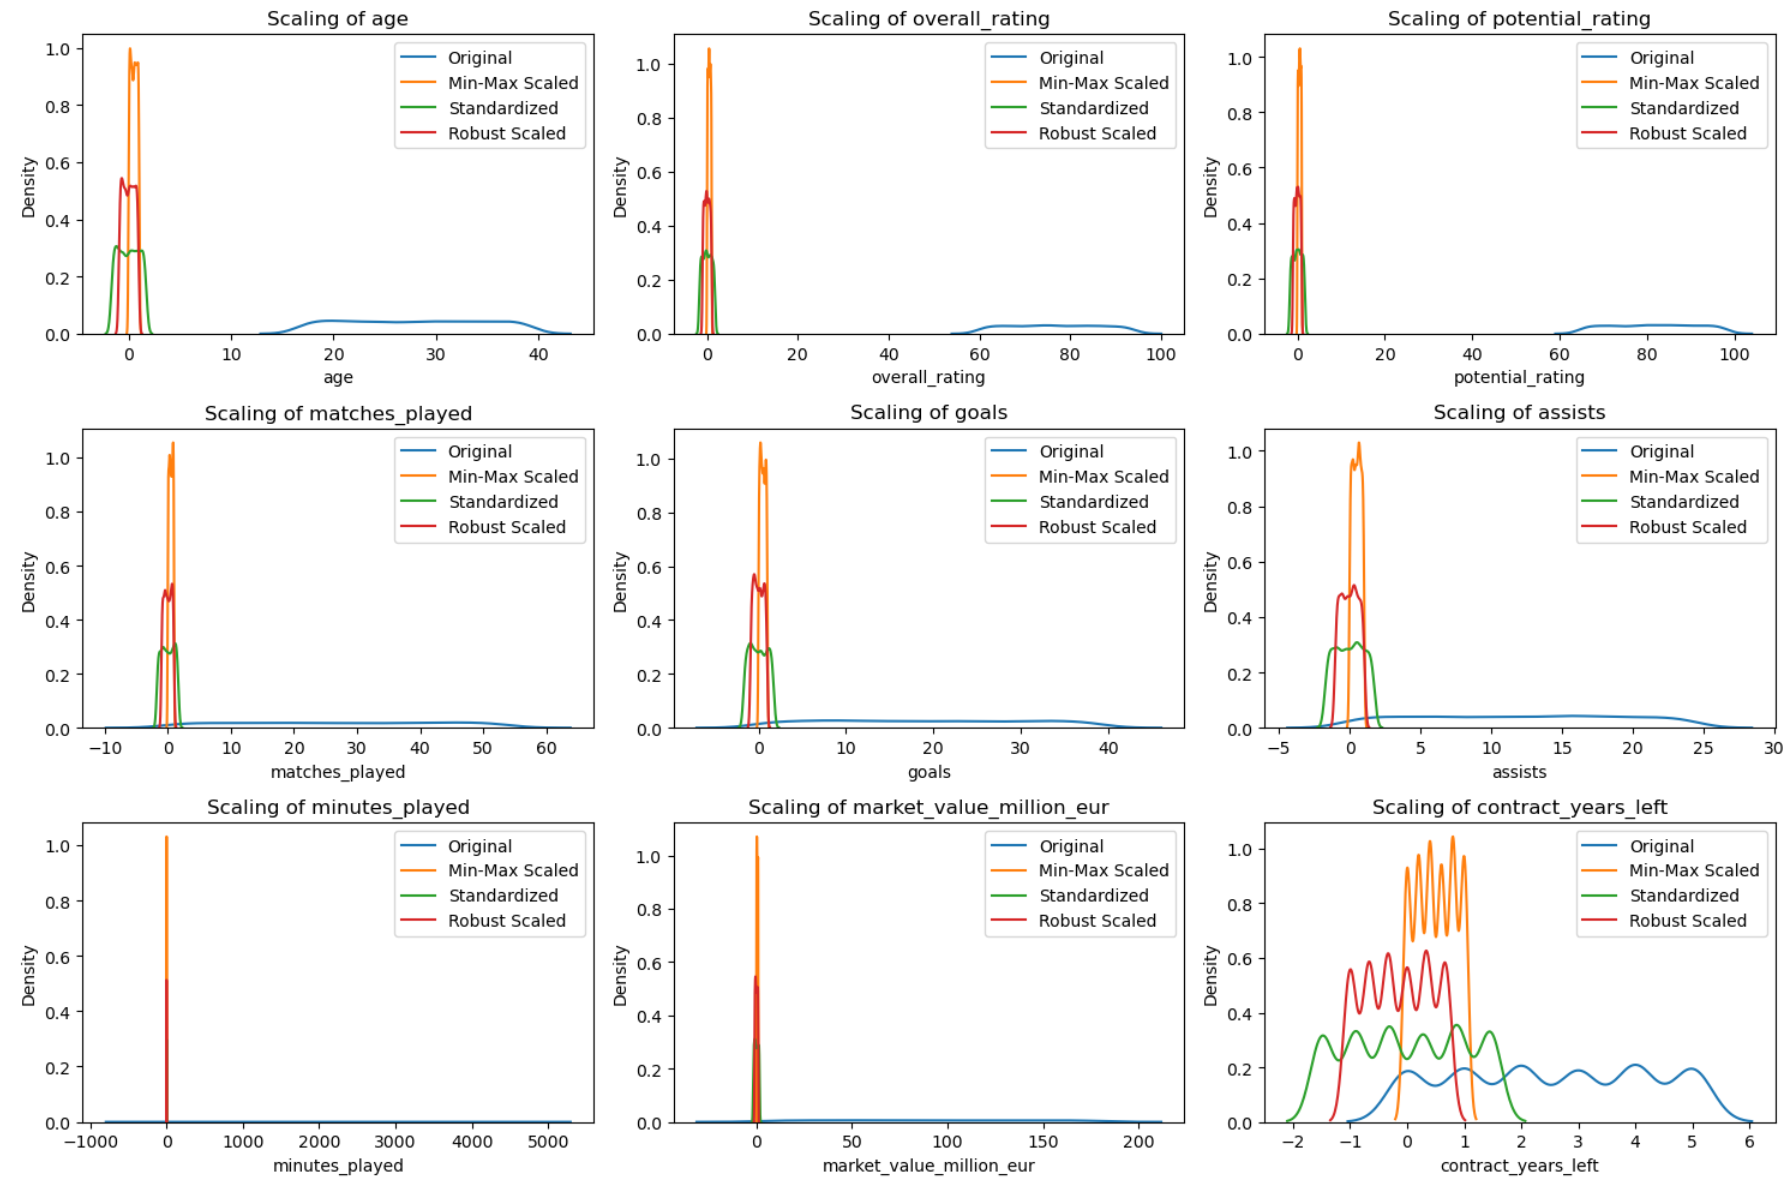 Scaling of age
1.0
0.8
0.6
0.4
0.2
0.0
Density
Original
Min-Max Scaled
Standardized
Robust Scaled
0 10 20 30 40
age
Scaling of overall_rating
1.0
0.8
0.6
0.4
0.2
0.0
Density
Original
Min-Max Scaled
Standardized
Robust Scaled
0 20 40 60 80 100
overall_rating
Scaling of potential_rating
1.0
0.8
0.6
0.4
0.2
0.0
Density
Original
Min-Max Scaled
Standardized
Robust Scaled
0 20 40 60 80 100
potential_rating
Scaling of matches_played
1.0
0.8
0.6
0.4
0.2
0.0
Density
Original
Min-Max Scaled
Standardized
Robust Scaled
−10 0 10 20 30 40 50 60
matches_played
Scaling of goals
1.0
0.8
0.6
0.4
0.2
0.0
Density
Original
Min-Max Scaled
Standardized
Robust Scaled
0 10 20 30 40
goals
Scaling of assists
1.0
0.8
0.6
0.4
0.2
0.0
Density
Original
Min-Max Scaled
Standardized
Robust Scaled
−5 0 5 10 15 20 25 30
assists
Scaling of minutes_played
1.0
0.8
0.6
0.4
0.2
0.0
Density
Original
Min-Max Scaled
Standardized
Robust Scaled
−1000 0 1000 2000 3000 4000 5000
minutes_played
Scaling of market_value_million_eur
1.0
0.8
0.6
0.4
0.2
0.0
Density
Original
Min-Max Scaled
Standardized
Robust Scaled
0 50 100 150 200
market_value_million_eur
Scaling of contract_years_left
1.0
0.8
0.6
0.4
0.2
0.0
Density
Original
Min-Max Scaled
Standardized
Robust Scaled
−2 −1 0 1 2 3 4 5 6
contract_years_left